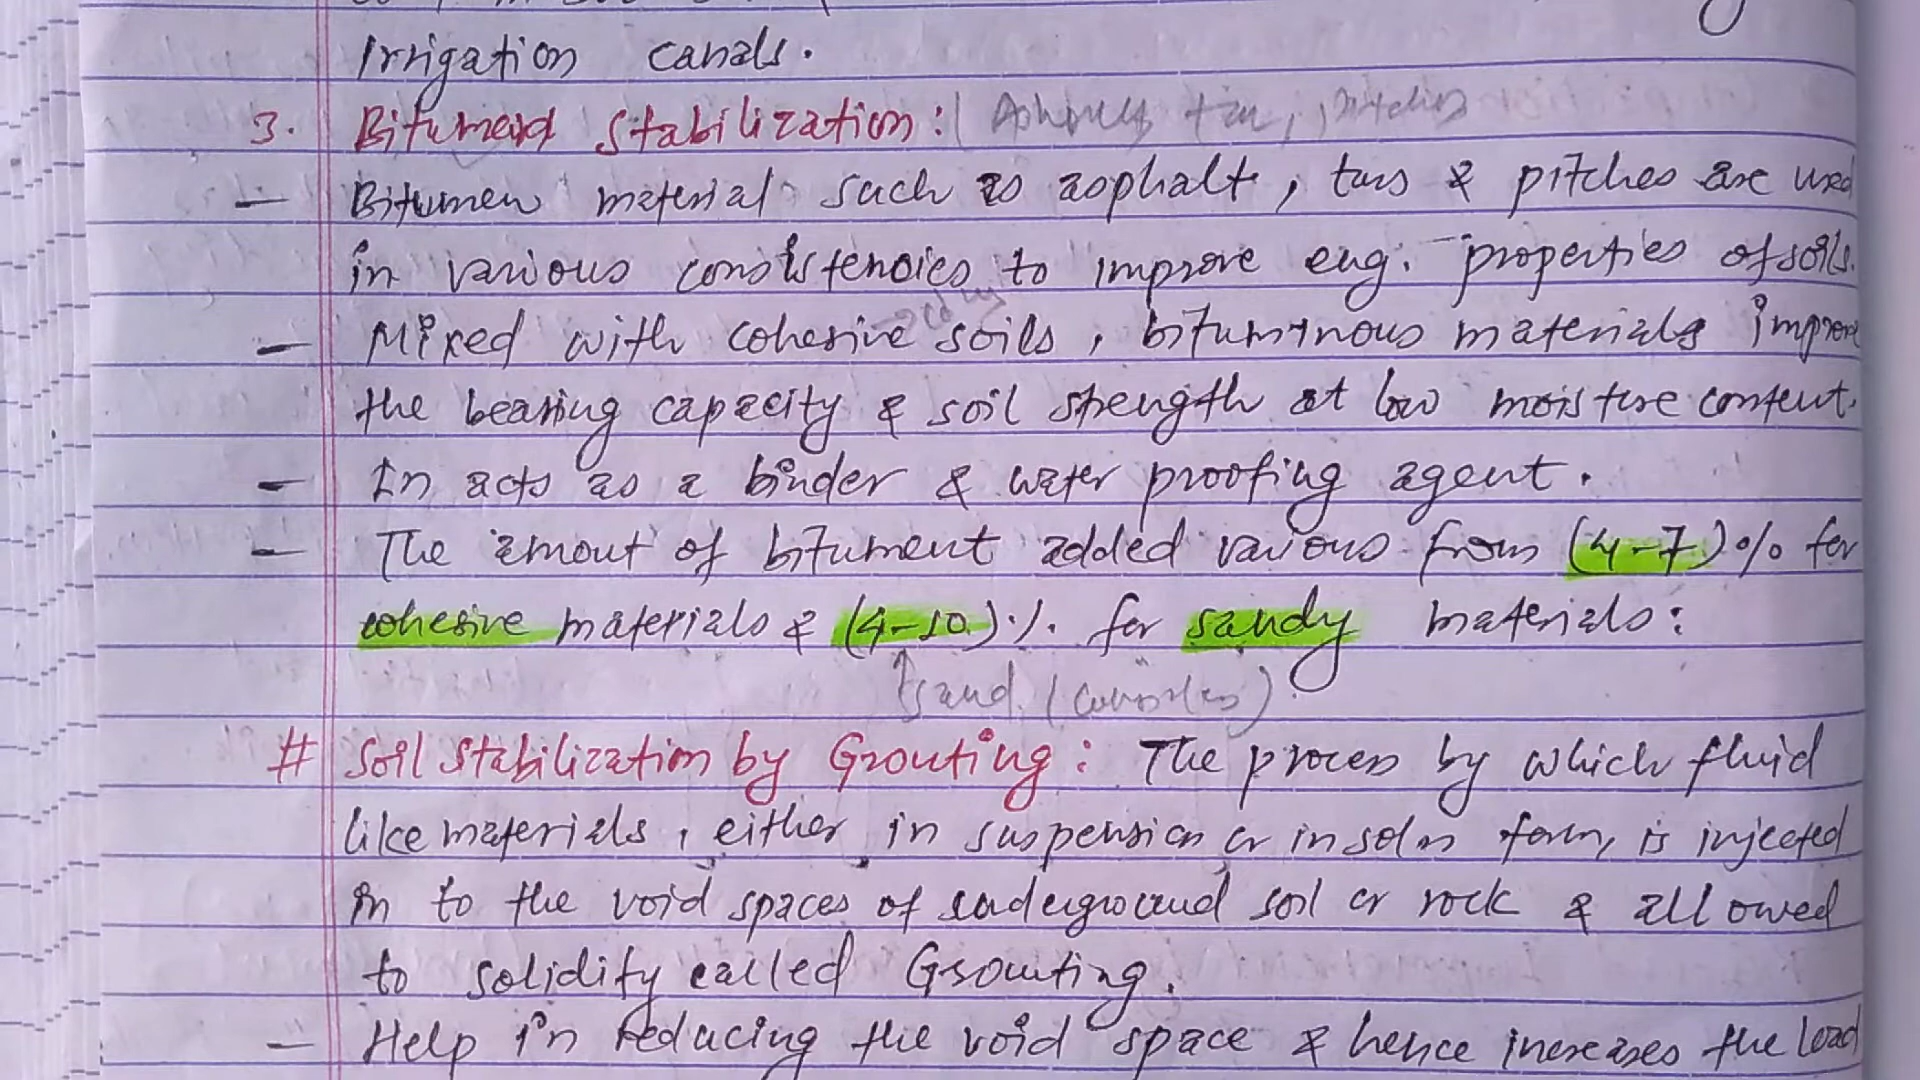 Irrigation canals.
3. Bitument Stabilization:
— Bitumen material such as asphalt, tars & pitches are used
in various consistencies to improve eng. properties of soils.
— Mixed with cohesive soils, bituminous materials improve
the bearing capacity & soil strength at low moisture content.
— In acts as a binder & water proofing agent.
— The amout of bitument added various from (4-7)% for
cohesive materials & (4-10)% for sandy materials:
sand
# Soil Stabilization by Grouting: The process by which fluid
like materials, either in suspension or in soln form, is injected
in to the void spaces of underground soil or rock & allowed
to solidify called Grouting.
— Help in reducing the void space & hence increases the load